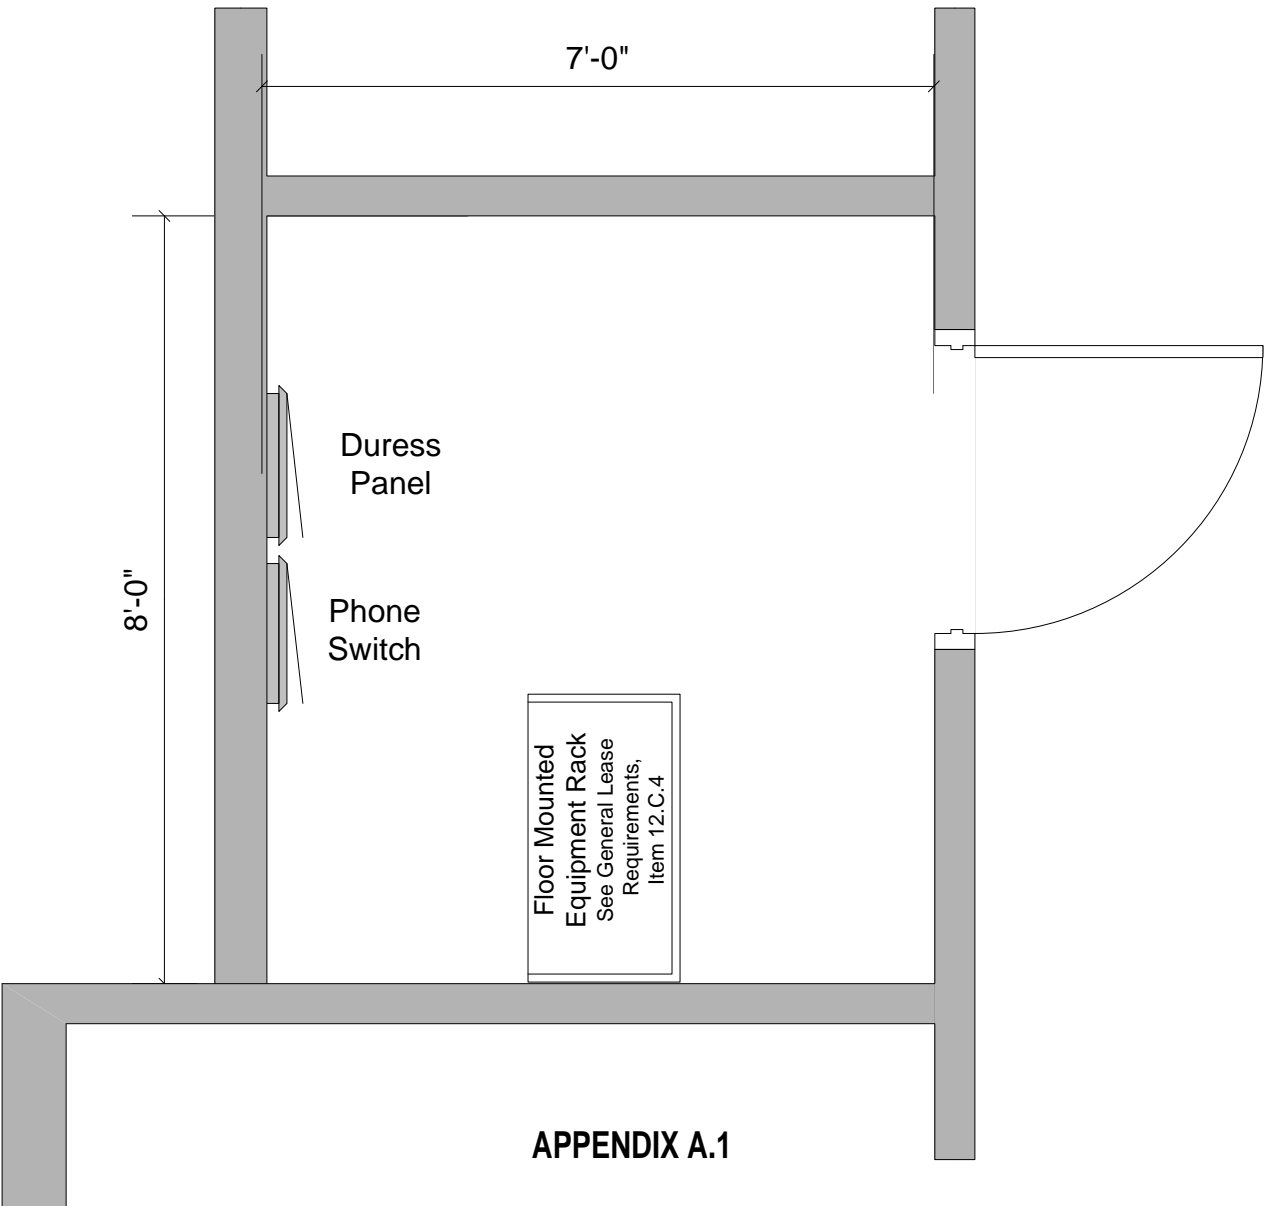 7'-0"
Duress
Panel
8'-0"
Phone
Switch
Floor Mounted
Equipment Rack
See General Lease
Requirements,
Item 12.C.4
APPENDIX A.1